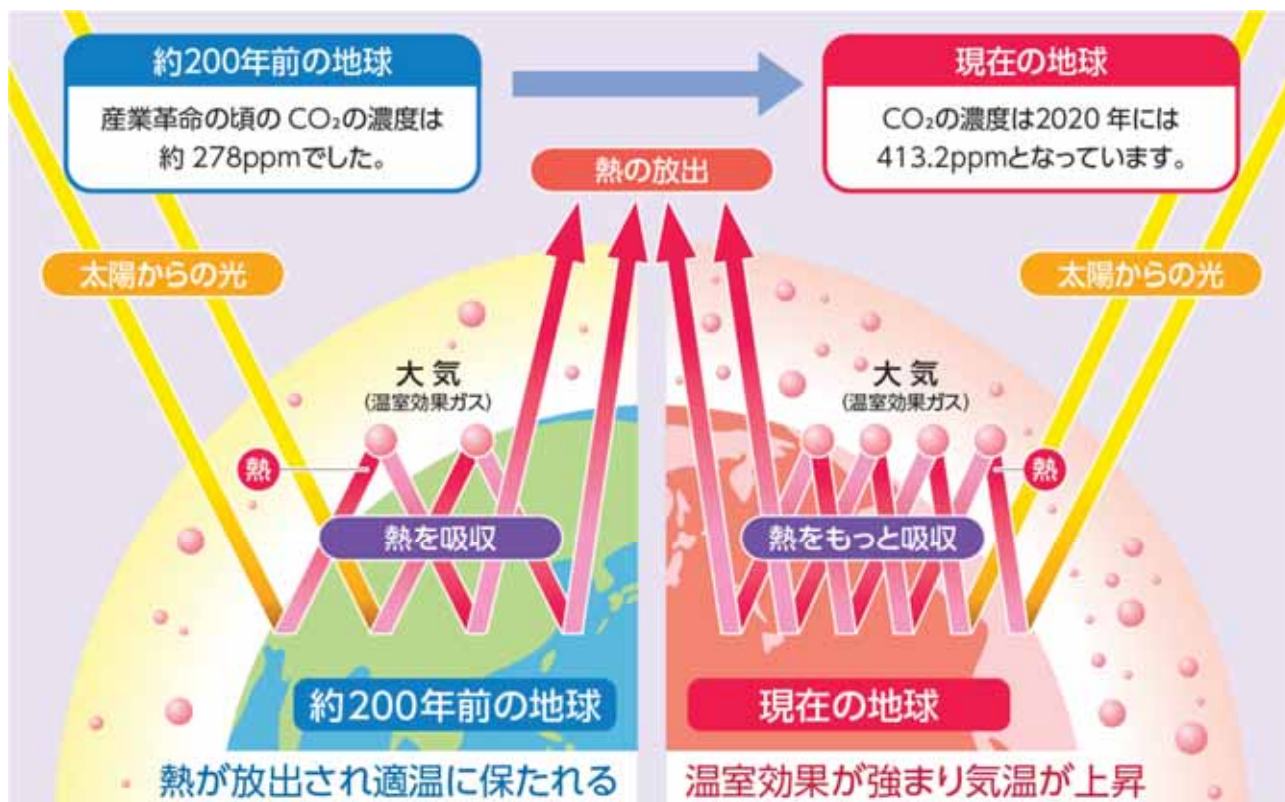 約200年前の地球
産業革命の頃の CO₂の濃度は
約 278ppmでした。
現在の地球
CO₂の濃度は2020 年には
413.2ppmとなっています。
熱の放出
太陽からの光
太陽からの光
大 気
(温室効果ガス)
大 気
(温室効果ガス)
熱
熱
熱を吸収
熱をもっと吸収
約200年前の地球
現在の地球
熱が放出され適温に保たれる
温室効果が強まり気温が上昇